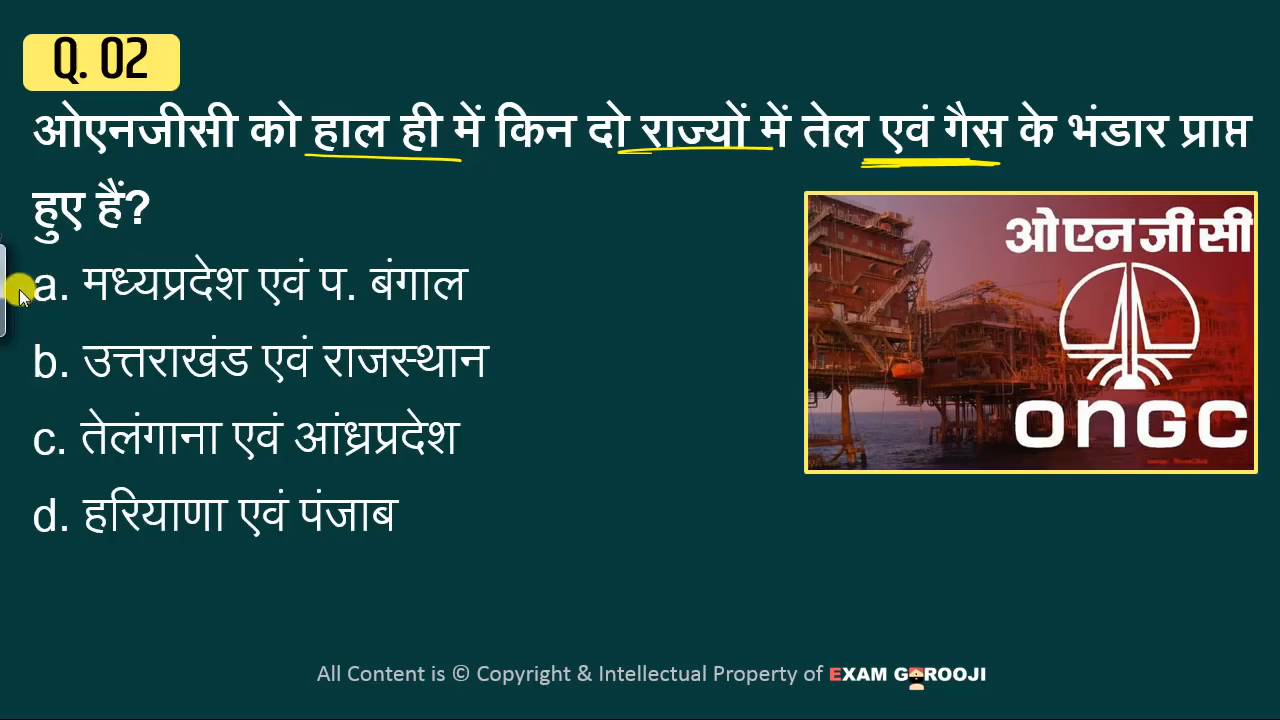 Q. 02
ओएनजीसी को हाल ही में किन दो राज्यों में तेल एवं गैस के भंडार प्राप्त
हुए हैं?
a. मध्यप्रदेश एवं प. बंगाल
b. उत्तराखंड एवं राजस्थान
c. तेलंगाना एवं आंध्रप्रदेश
d. हरियाणा एवं पंजाब
ओएनजीसी
ONGC
All Content is © Copyright & Intellectual Property of EXAM GUROOJI